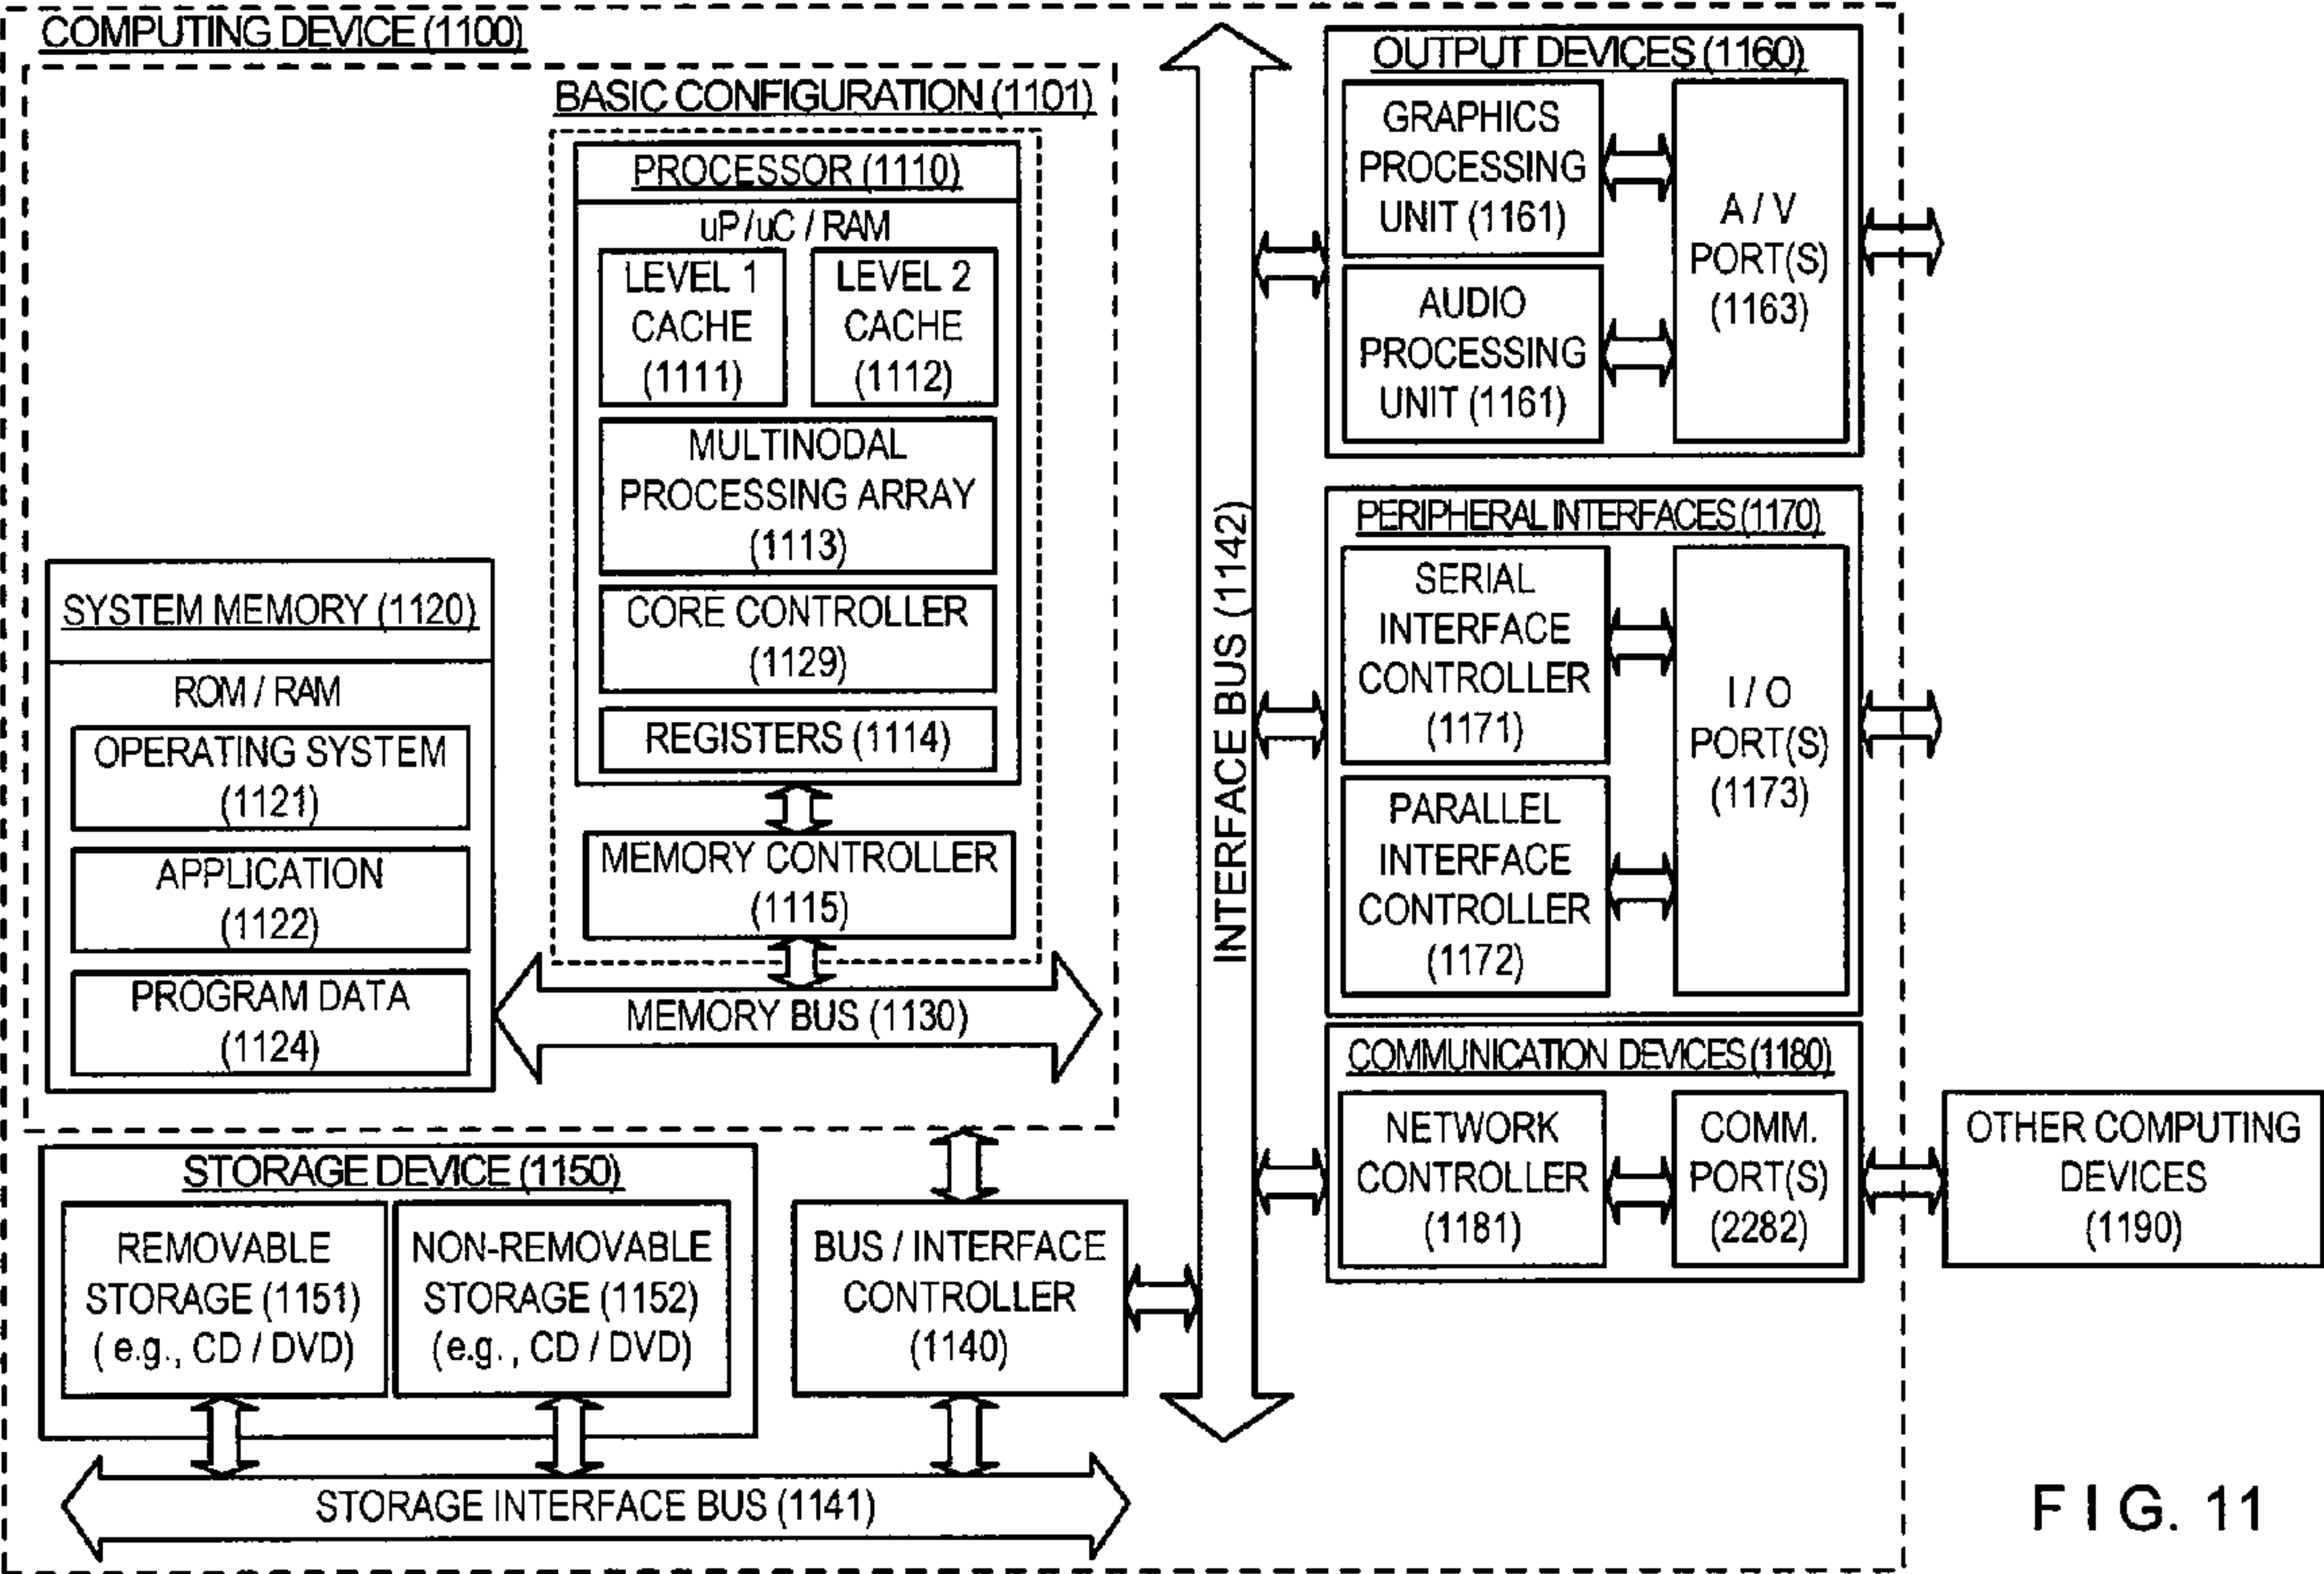 COMPUTING DEVICE (1100)
BASIC CONFIGURATION (1101)
PROCESSOR (1110)
uP/uC / RAM
LEVEL 1
CACHE
(1111)
LEVEL 2
CACHE
(1112)
MULTINODAL
PROCESSING ARRAY
(1113)
CORE CONTROLLER
(1129)
REGISTERS (1114)
MEMORY CONTROLLER
(1115)
SYSTEM MEMORY (1120)
ROM / RAM
OPERATING SYSTEM
(1121)
APPLICATION
(1122)
PROGRAM DATA
(1124)
MEMORY BUS (1130)
STORAGE DEVICE (1150)
REMOVABLE
STORAGE (1151)
( e.g., CD / DVD)
NON-REMOVABLE
STORAGE (1152)
(e.g., CD / DVD)
BUS / INTERFACE
CONTROLLER
(1140)
STORAGE INTERFACE BUS (1141)
INTERFACE BUS (1142)
OUTPUT DEVICES (1160)
GRAPHICS
PROCESSING
UNIT (1161)
AUDIO
PROCESSING
UNIT (1161)
A / V
PORT(S)
(1163)
PERIPHERAL INTERFACES (1170)
SERIAL
INTERFACE
CONTROLLER
(1171)
PARALLEL
INTERFACE
CONTROLLER
(1172)
I / O
PORT(S)
(1173)
COMMUNICATION DEVICES (1180)
NETWORK
CONTROLLER
(1181)
COMM.
PORT(S)
(2282)
OTHER COMPUTING
DEVICES
(1190)
FIG. 11